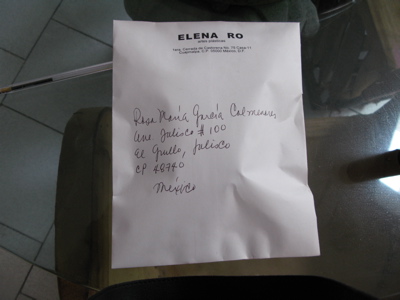 ELENA RO
Rosa María García Colmenares
Ave Jalisco # 100
El Grullo, Jalisco
CP 48740
México